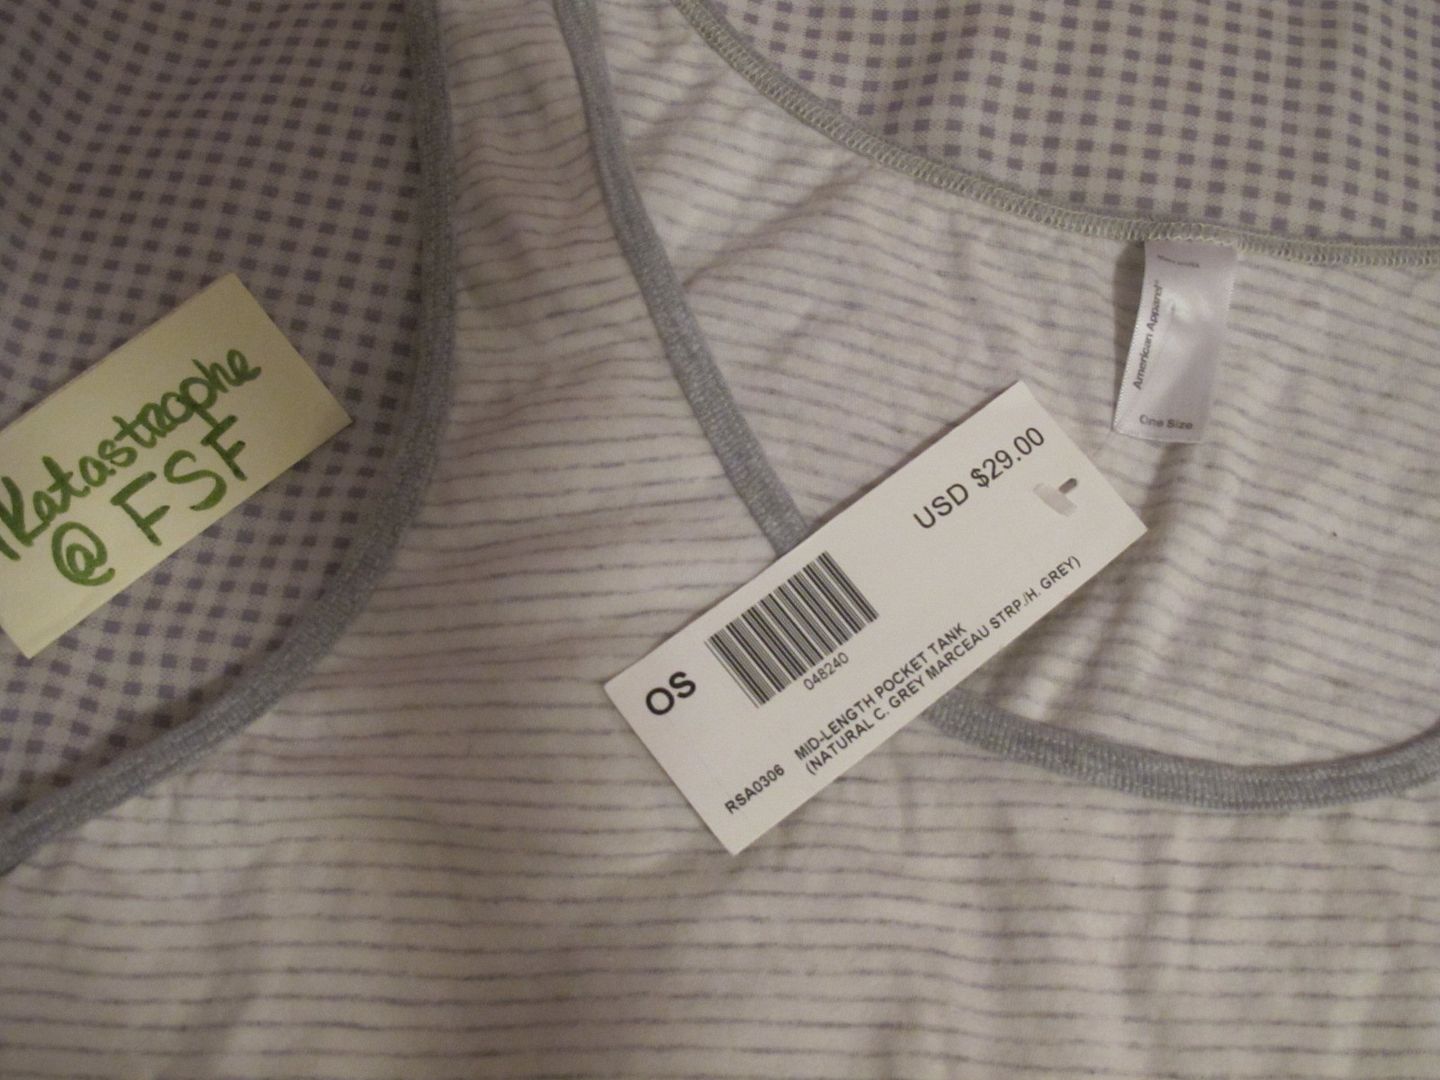 Katastrophe
@ FSF
American Apparel
One Size
USD $29.00
OS
048240
RSA0306 MID-LENGTH POCKET TANK
(NATURAL C. GREY MARCEAU STRP./H. GREY)